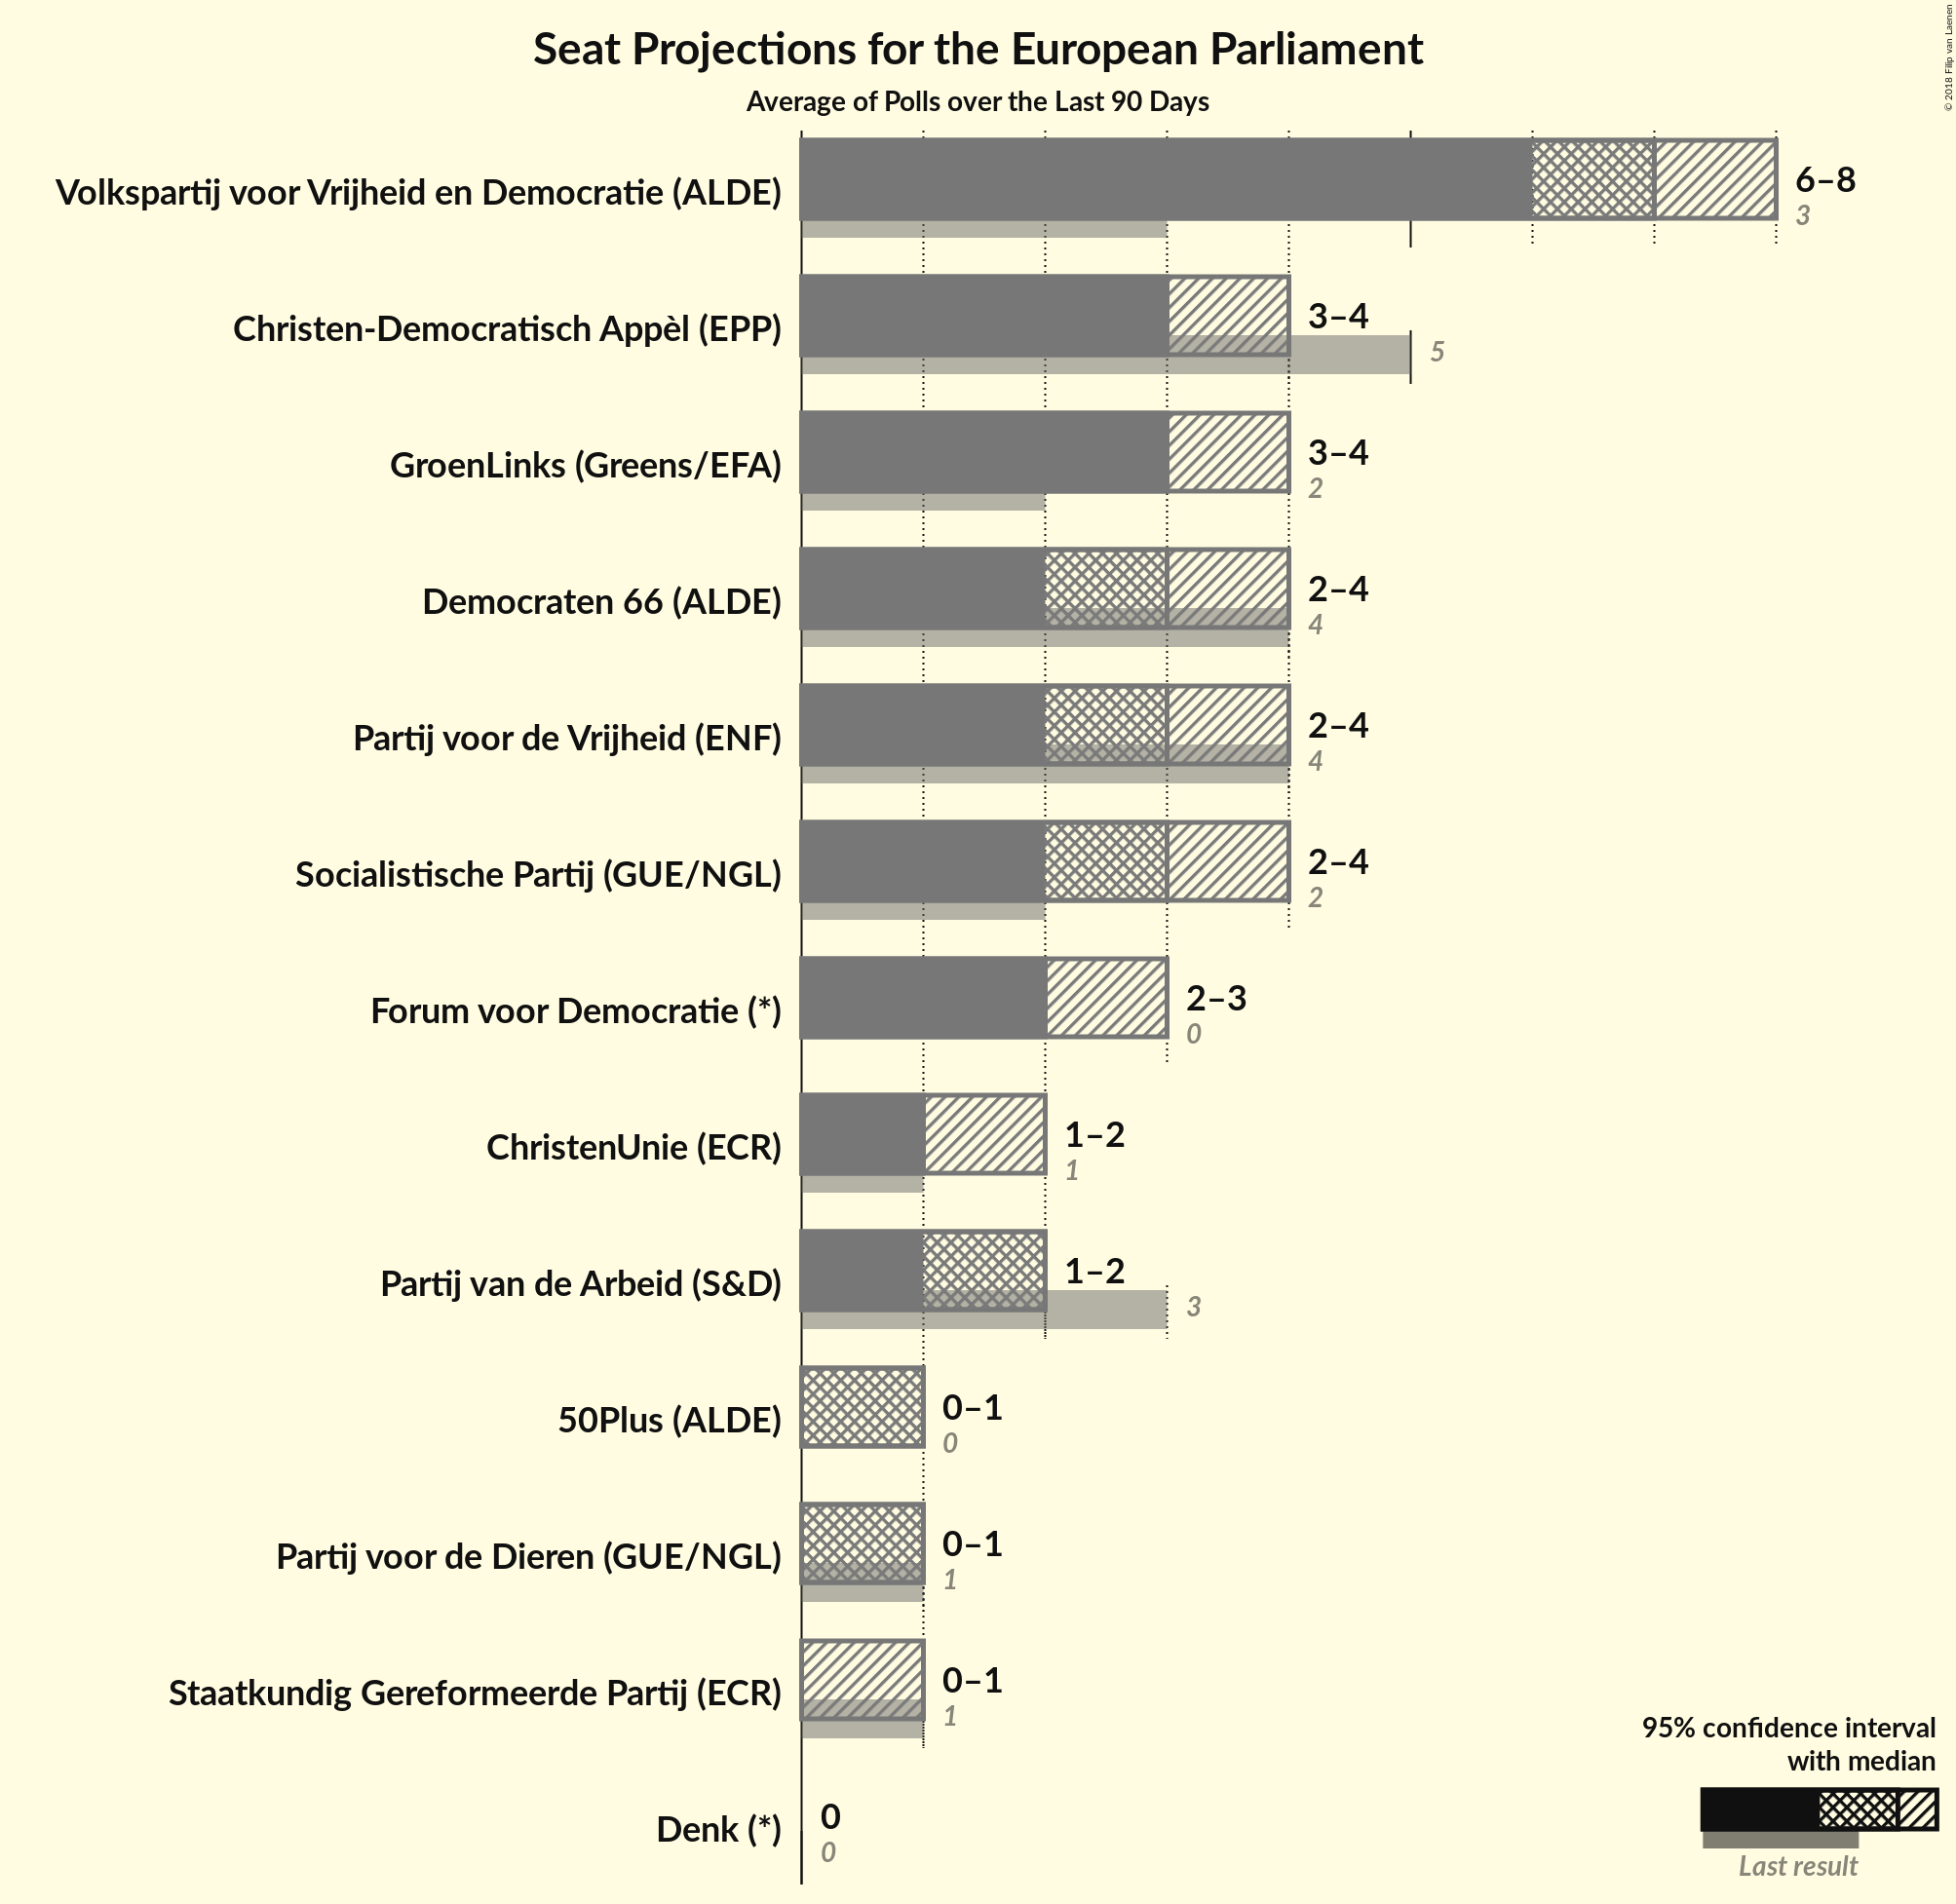 Seat Projections for the European Parliament
Average of Polls over the Last 90 Days
© 2018 Filip van Laenen
Volkspartij voor Vrijheid en Democratie (ALDE)
6–8
3
Christen-Democratisch Appèl (EPP)
3–4
5
GroenLinks (Greens/EFA)
3–4
2
Democraten 66 (ALDE)
2–4
4
Partij voor de Vrijheid (ENF)
2–4
4
Socialistische Partij (GUE/NGL)
2–4
2
Forum voor Democratie (*)
2–3
0
ChristenUnie (ECR)
1–2
1
Partij van de Arbeid (S&D)
1–2
3
50Plus (ALDE)
0–1
0
Partij voor de Dieren (GUE/NGL)
0–1
1
Staatkundig Gereformeerde Partij (ECR)
0–1
1
Denk (*)
0
0
95% confidence interval
with median
Last result